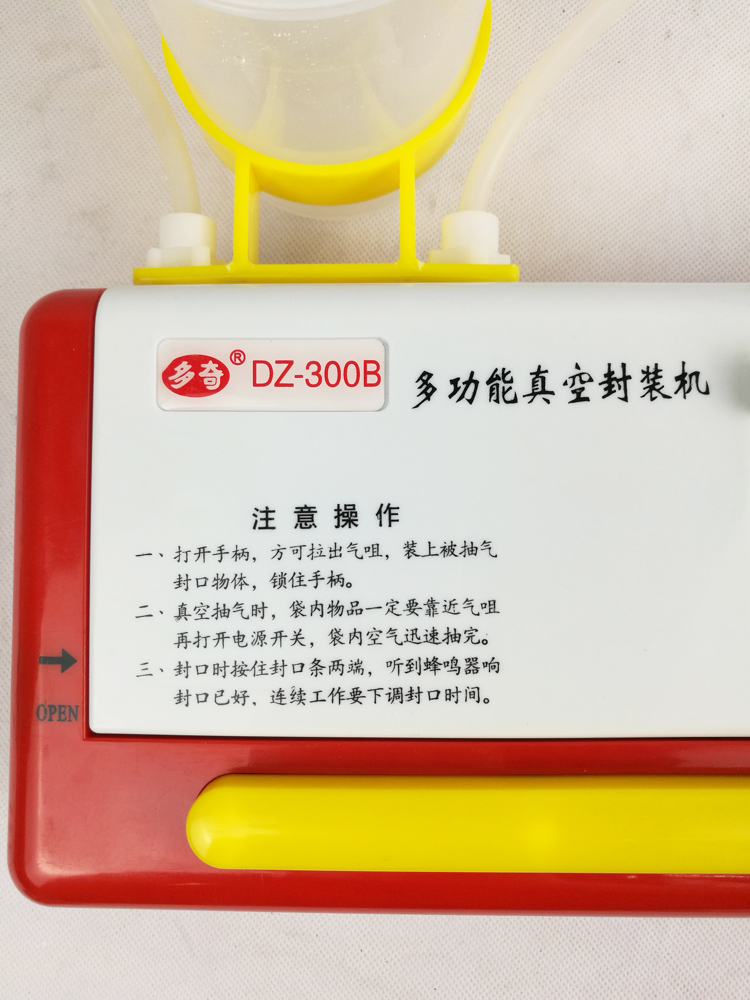 多奇® DZ-300B 多功能真空封装机
注意操作
一、打开手柄，方可拉出气咀，装上被抽气
封口物体，锁住手柄。
二、真空抽气时，袋内物品一定要靠近气咀
再打开电源开关，袋内空气迅速抽完。
三、封口时按住封口条两端，听到蜂鸣器响
封口已好，连续工作要下调封口时间。
OPEN